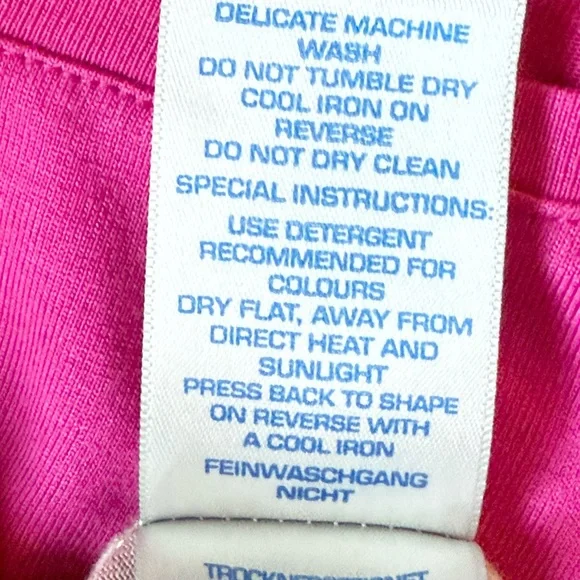 DELICATE MACHINE
WASH
DO NOT TUMBLE DRY
COOL IRON ON
REVERSE
DO NOT DRY CLEAN
SPECIAL INSTRUCTIONS:
USE DETERGENT
RECOMMENDED FOR
COLOURS
DRY FLAT, AWAY FROM
DIRECT HEAT AND
SUNLIGHT
PRESS BACK TO SHAPE
ON REVERSE WITH
A COOL IRON
FEINWASCHGANG
NICHT